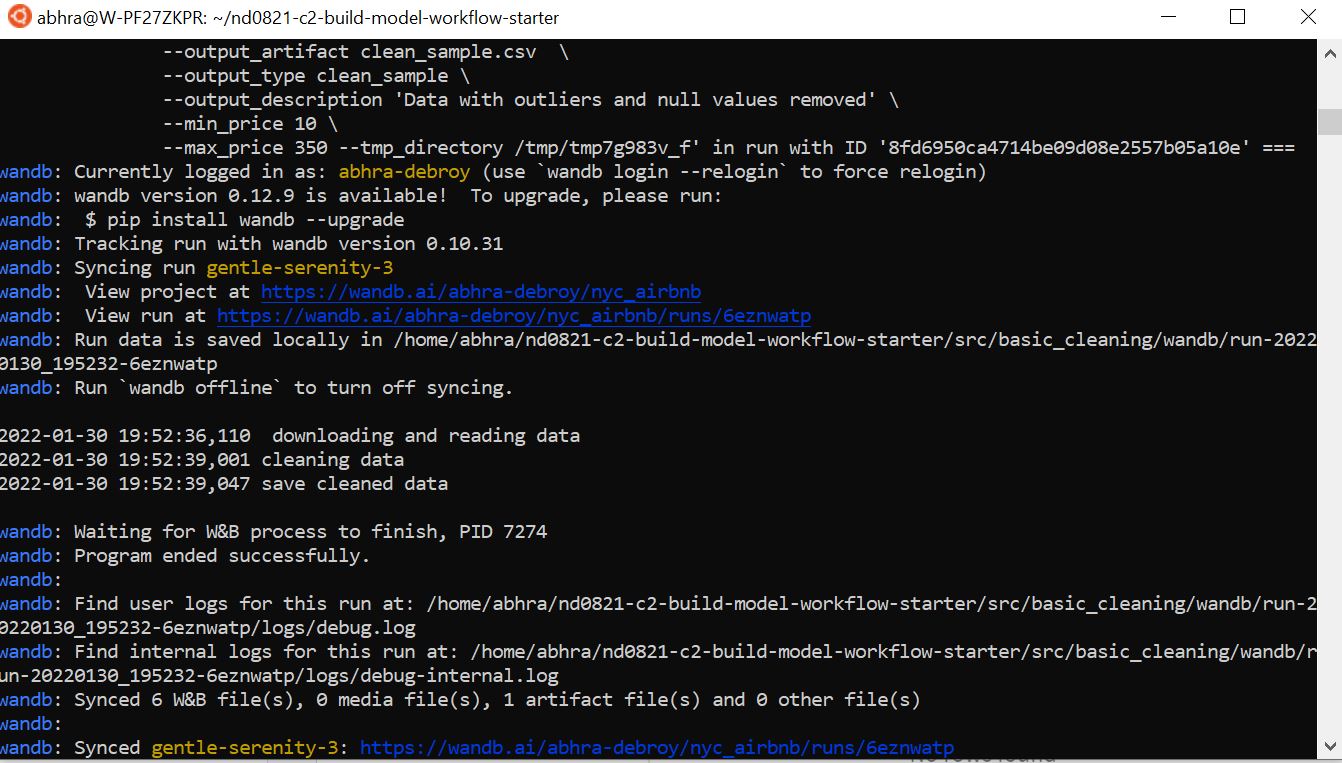 abhra@W-PF27ZKPR: ~/nd0821-c2-build-model-workflow-starter
--output_artifact clean_sample.csv  \
--output_type clean_sample \
--output_description 'Data with outliers and null values removed' \
--min_price 10 \
--max_price 350 --tmp_directory /tmp/tmp7g983v_f' in run with ID '8fd6950ca4714be09d08e2557b05a10e' ===
wandb: Currently logged in as: abhra-debroy (use `wandb login --relogin` to force relogin)
wandb: wandb version 0.12.9 is available!  To upgrade, please run:
wandb:  $ pip install wandb --upgrade
wandb: Tracking run with wandb version 0.10.31
wandb: Syncing run gentle-serenity-3
wandb:  View project at https://wandb.ai/abhra-debroy/nyc_airbnb
wandb:  View run at https://wandb.ai/abhra-debroy/nyc_airbnb/runs/6eznwatp
wandb: Run data is saved locally in /home/abhra/nd0821-c2-build-model-workflow-starter/src/basic_cleaning/wandb/run-2022
0130_195232-6eznwatp
wandb: Run `wandb offline` to turn off syncing.
2022-01-30 19:52:36,110  downloading and reading data
2022-01-30 19:52:39,001 cleaning data
2022-01-30 19:52:39,047 save cleaned data
wandb: Waiting for W&B process to finish, PID 7274
wandb: Program ended successfully.
wandb:
wandb: Find user logs for this run at: /home/abhra/nd0821-c2-build-model-workflow-starter/src/basic_cleaning/wandb/run-2
0220130_195232-6eznwatp/logs/debug.log
wandb: Find internal logs for this run at: /home/abhra/nd0821-c2-build-model-workflow-starter/src/basic_cleaning/wandb/r
un-20220130_195232-6eznwatp/logs/debug-internal.log
wandb: Synced 6 W&B file(s), 0 media file(s), 1 artifact file(s) and 0 other file(s)
wandb:
wandb: Synced gentle-serenity-3: https://wandb.ai/abhra-debroy/nyc_airbnb/runs/6eznwatp